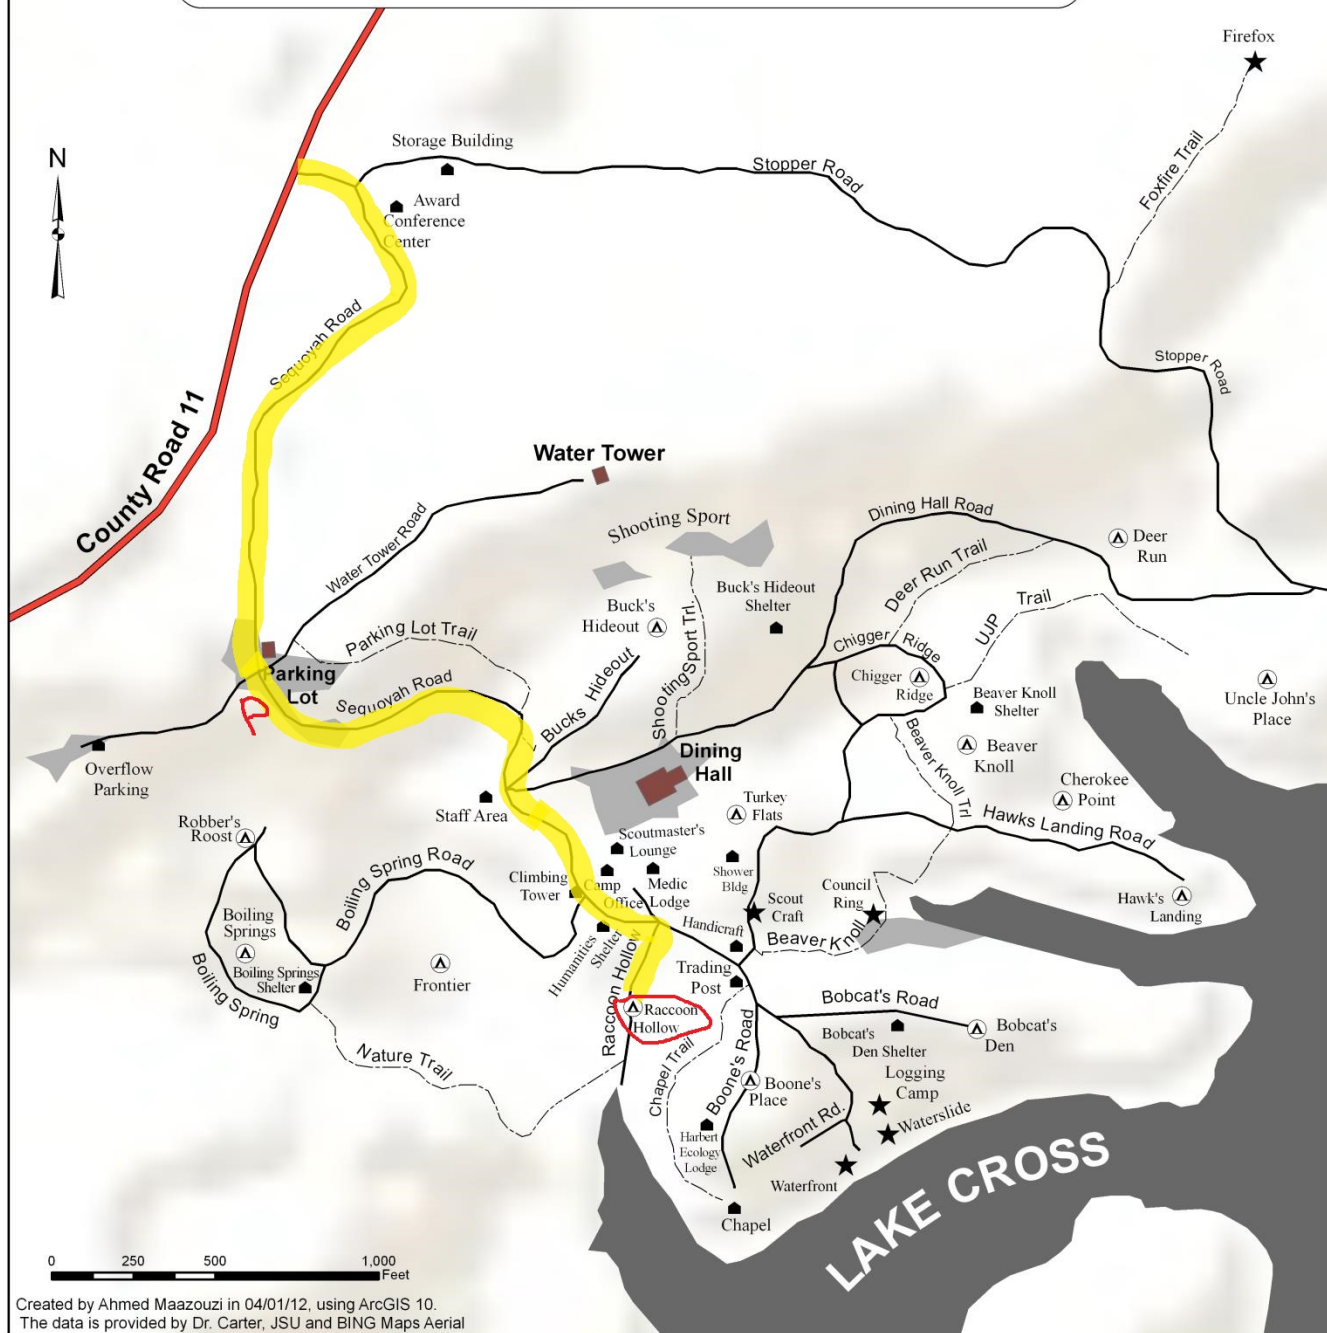 Firefox
Foxfire Trail
N
Storage Building
Stopper Road
Award
Conference
Center
Sequoyah Road
Stopper Road
County Road 11
Water Tower
Water Tower Road
Shooting Sport
Dining Hall Road
Deer
Run
Deer Run Trail
Buck's Hideout
Shelter
Buck's
Hideout
Parking Lot Trail
Shooting Sport Trl.
Bucks Hideout
UJP Trail
Chigger Ridge
Chigger
Ridge
Beaver Knoll
Shelter
Uncle John's
Place
Parking
Lot
P
Sequoyah Road
Beaver Knoll Trl
Beaver
Knoll
Dining
Hall
Overflow
Parking
Cherokee
Point
Turkey
Flats
Staff Area
Hawks Landing Road
Robber's
Roost
Scoutmaster's
Lounge
Boiling Spring Road
Climbing
Tower
Camp
Office
Medic
Lodge
Shower
Bldg
Scout
Craft
Council
Ring
Hawk's
Landing
Boiling
Springs
Handicraft
Beaver Knoll
Humanities
Shelter
Raccoon Hollow
Boiling Springs
Shelter
Frontier
Trading
Post
Boiling Spring
Bobcat's Road
Raccoon
Hollow
Bobcat's
Den Shelter
Bobcat's
Den
Nature Trail
Chapel Trail
Boone's Road
Boone's
Place
Logging
Camp
Waterslide
Harbert
Ecology
Lodge
Waterfront Rd.
Waterfront
Chapel
LAKE CROSS
0 250 500 1,000
Feet
Created by Ahmed Maazouzi in 04/01/12, using ArcGIS 10.
The data is provided by Dr. Carter, JSU and BING Maps Aerial